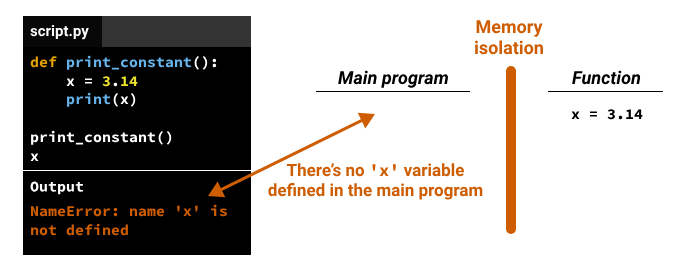 script.py
def print_constant():
    x = 3.14
    print(x)
print_constant()
x
Output
NameError: name 'x' is
not defined
Main program
There's no 'x' variable
defined in the main program
Memory
isolation
Function
x = 3.14